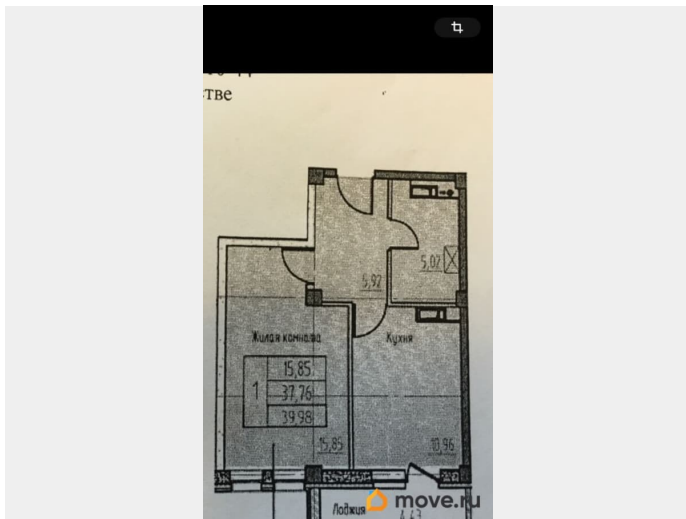 стве
5,92
5,02
Жилая комната
Кухня
1
15,85
37,76
39,98
15,85
10,96
Лоджия
move.ru